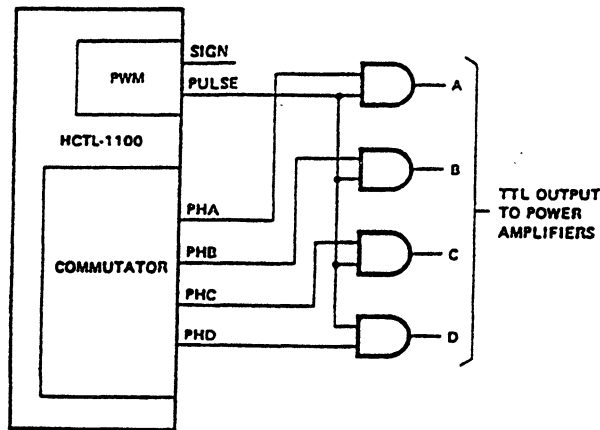 SIGN
PWM
PULSE
A
HCTL-1100
B
TTL OUTPUT
TO POWER
AMPLIFIERS
PHA
COMMUTATOR
PHB
C
PHC
PHD
D